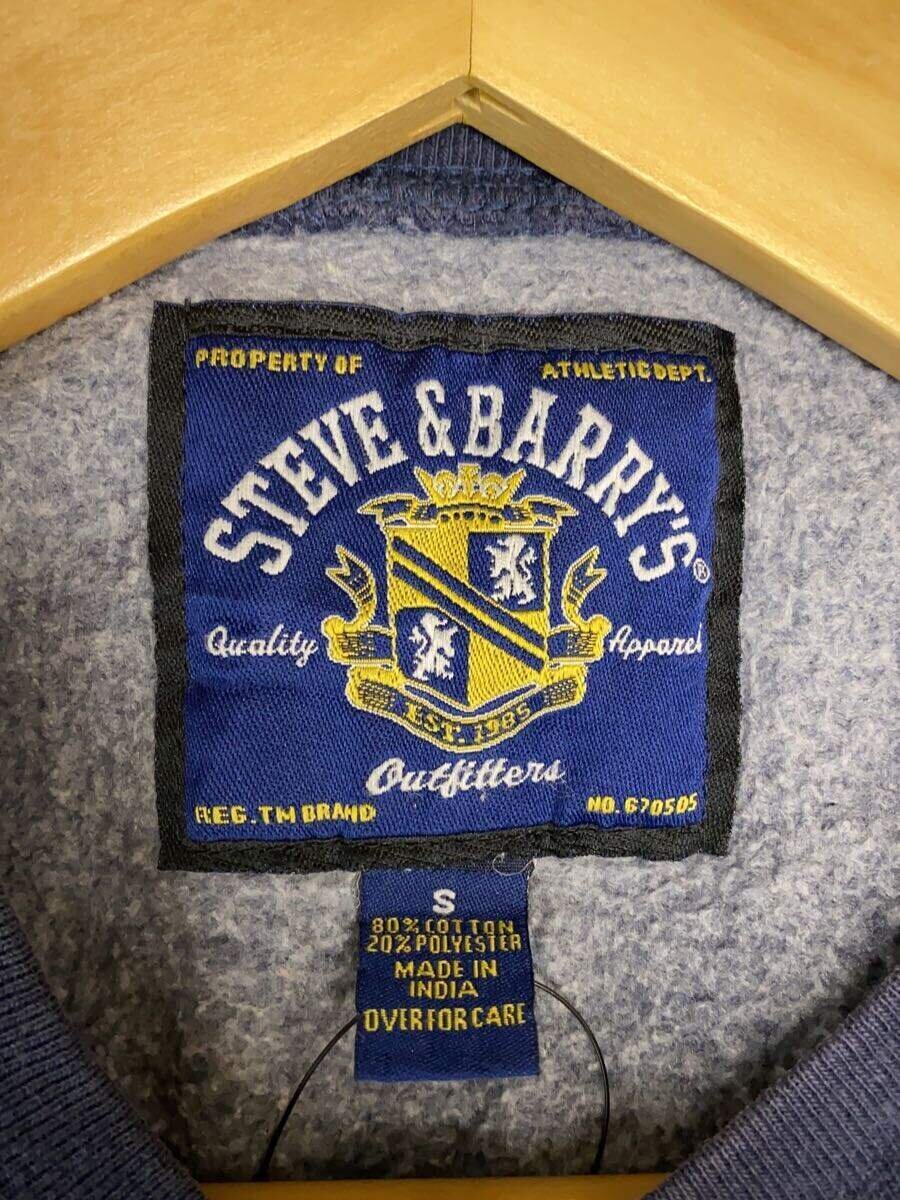 PROPERTY OF
ATHLETIC DEPT.
STEVE & BARRY'S®
Quality
Apparel
EST. 1985
Outfitters
REG. TM BRAND
NO. 670505
S
80% COTTON
20% POLYESTER
MADE IN
INDIA
OVER FOR CARE